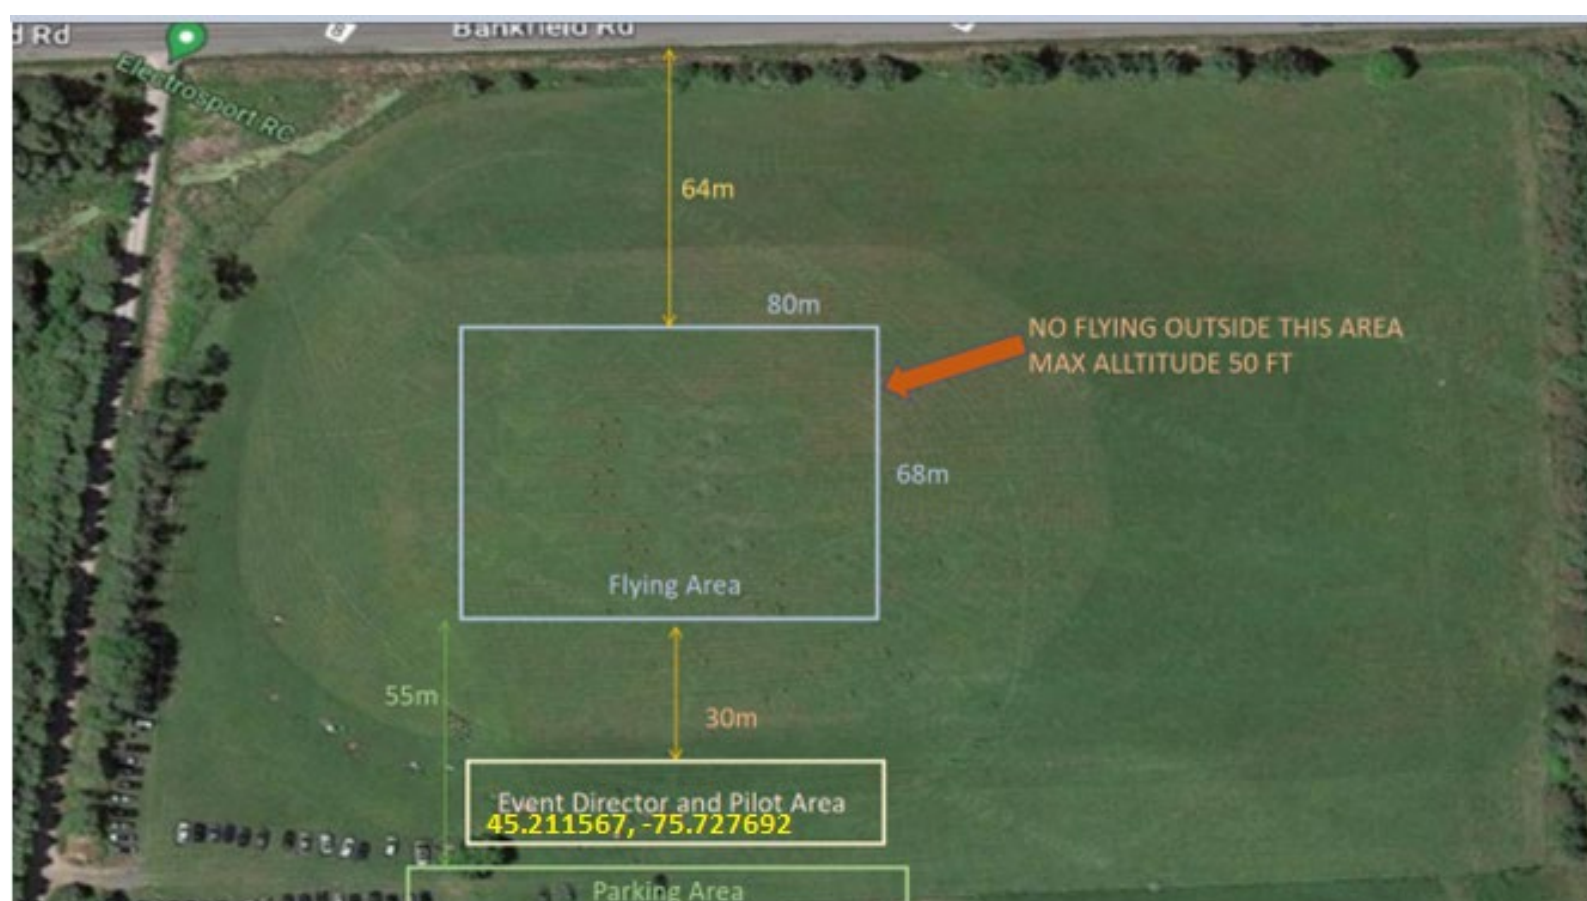 d Rd
Bankfield Rd
Electrosport RC
64m
80m
NO FLYING OUTSIDE THIS AREA
MAX ALLTITUDE 50 FT
68m
Flying Area
55m
30m
Event Director and Pilot Area
45.211567, -75.727692
Parking Area